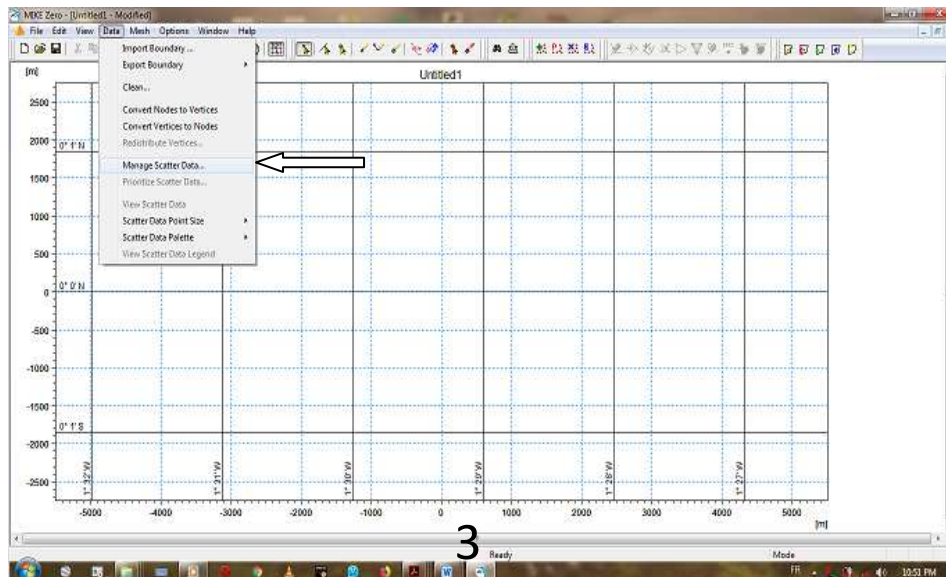 MIKE Zero - [Untitled1 - Modified]
File Edit View Data Mesh Options Window Help
Import Boundary ...
Export Boundary
Clean...
Convert Nodes to Vertices
Convert Vertices to Nodes
Redistribute Vertices...
Manage Scatter Data...
Prioritize Scatter Data...
View Scatter Data
Scatter Data Point Size
Scatter Data Palette
View Scatter Data Legend
Untitled1
[m]
2500
2000
0° 1' N
1500
1000
500
0° 0' N
0
-500
-1000
-1500
0° 1' S
-2000
-2500
1° 32' W
1° 31' W
1° 30' W
1° 29' W
1° 28' W
1° 27' W
-5000 -4000 -3000 -2000 -1000 0 1000 2000 3000 4000 5000
[m]
3
Ready
Mode
FR
10:51 PM